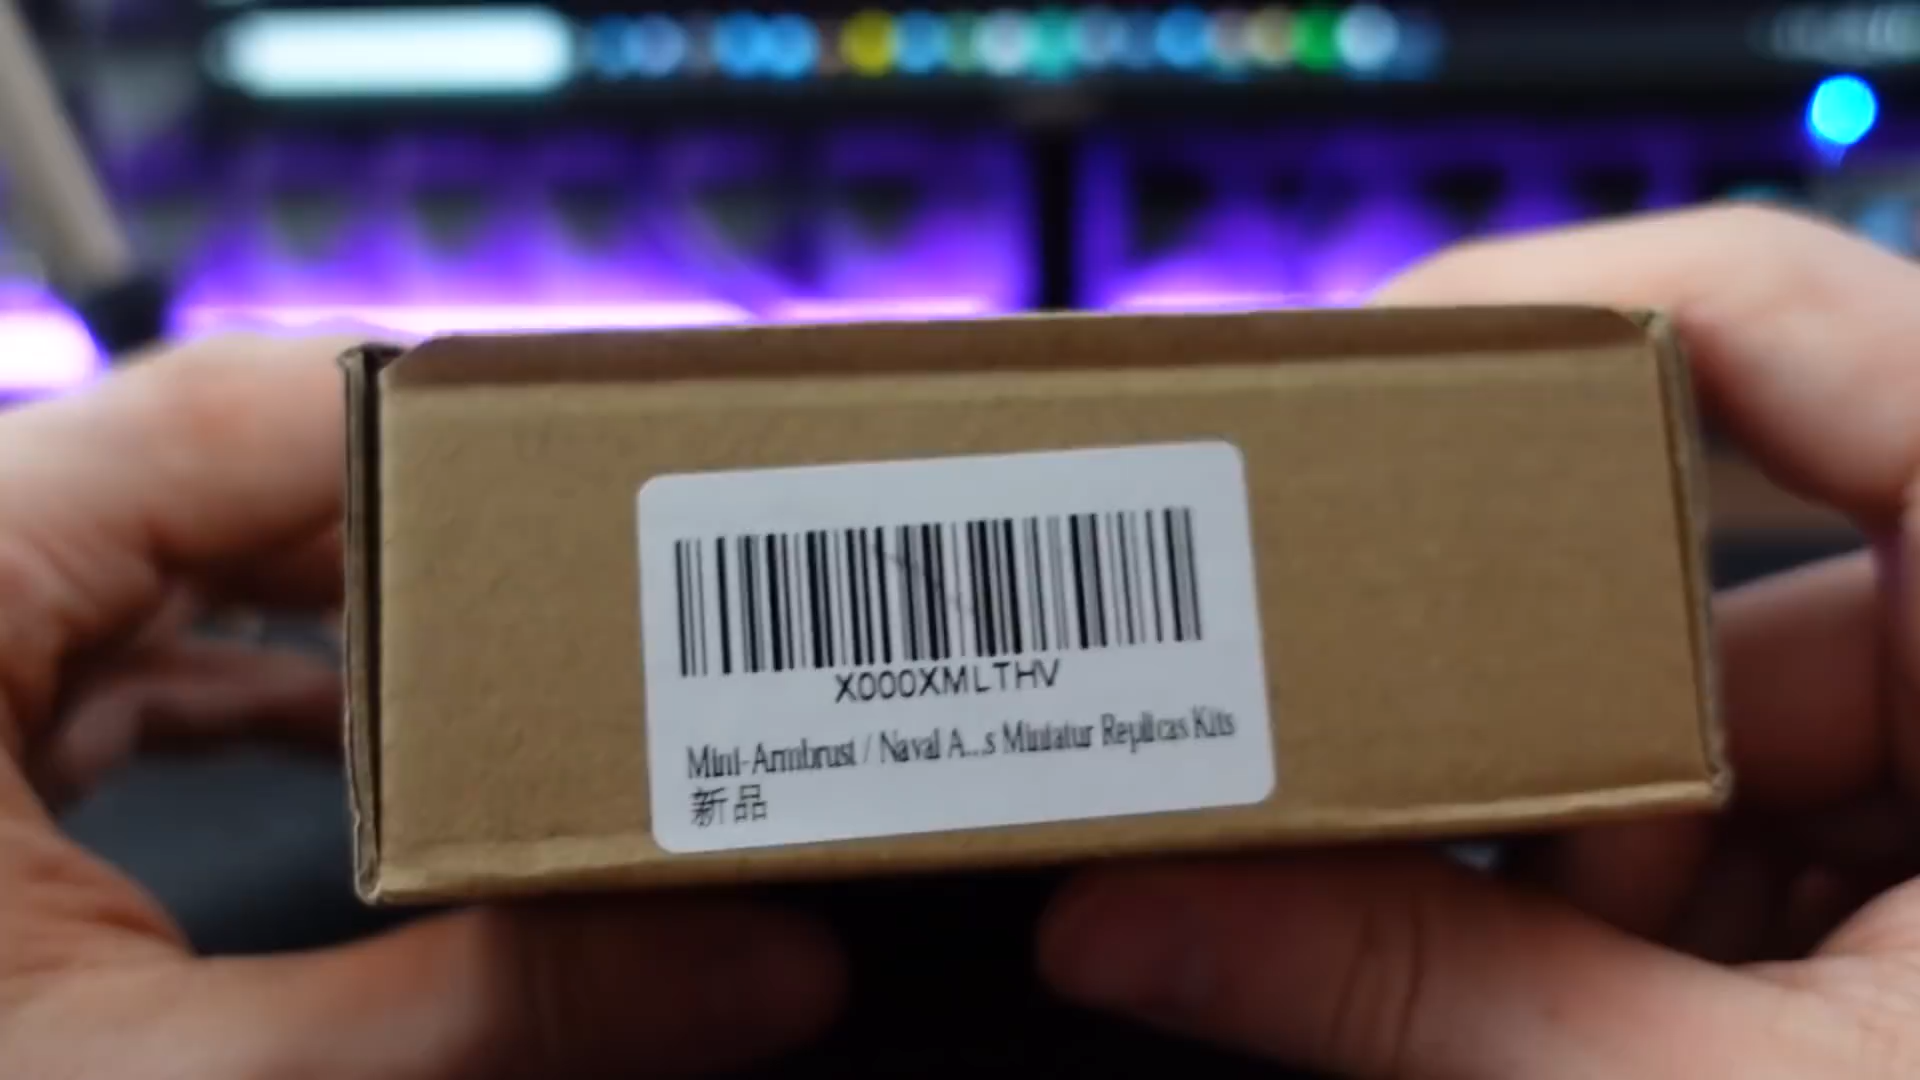 X000XMLTHV
Mini-Armbrust / Naval A...s Miniatur Replicas Kits
新品